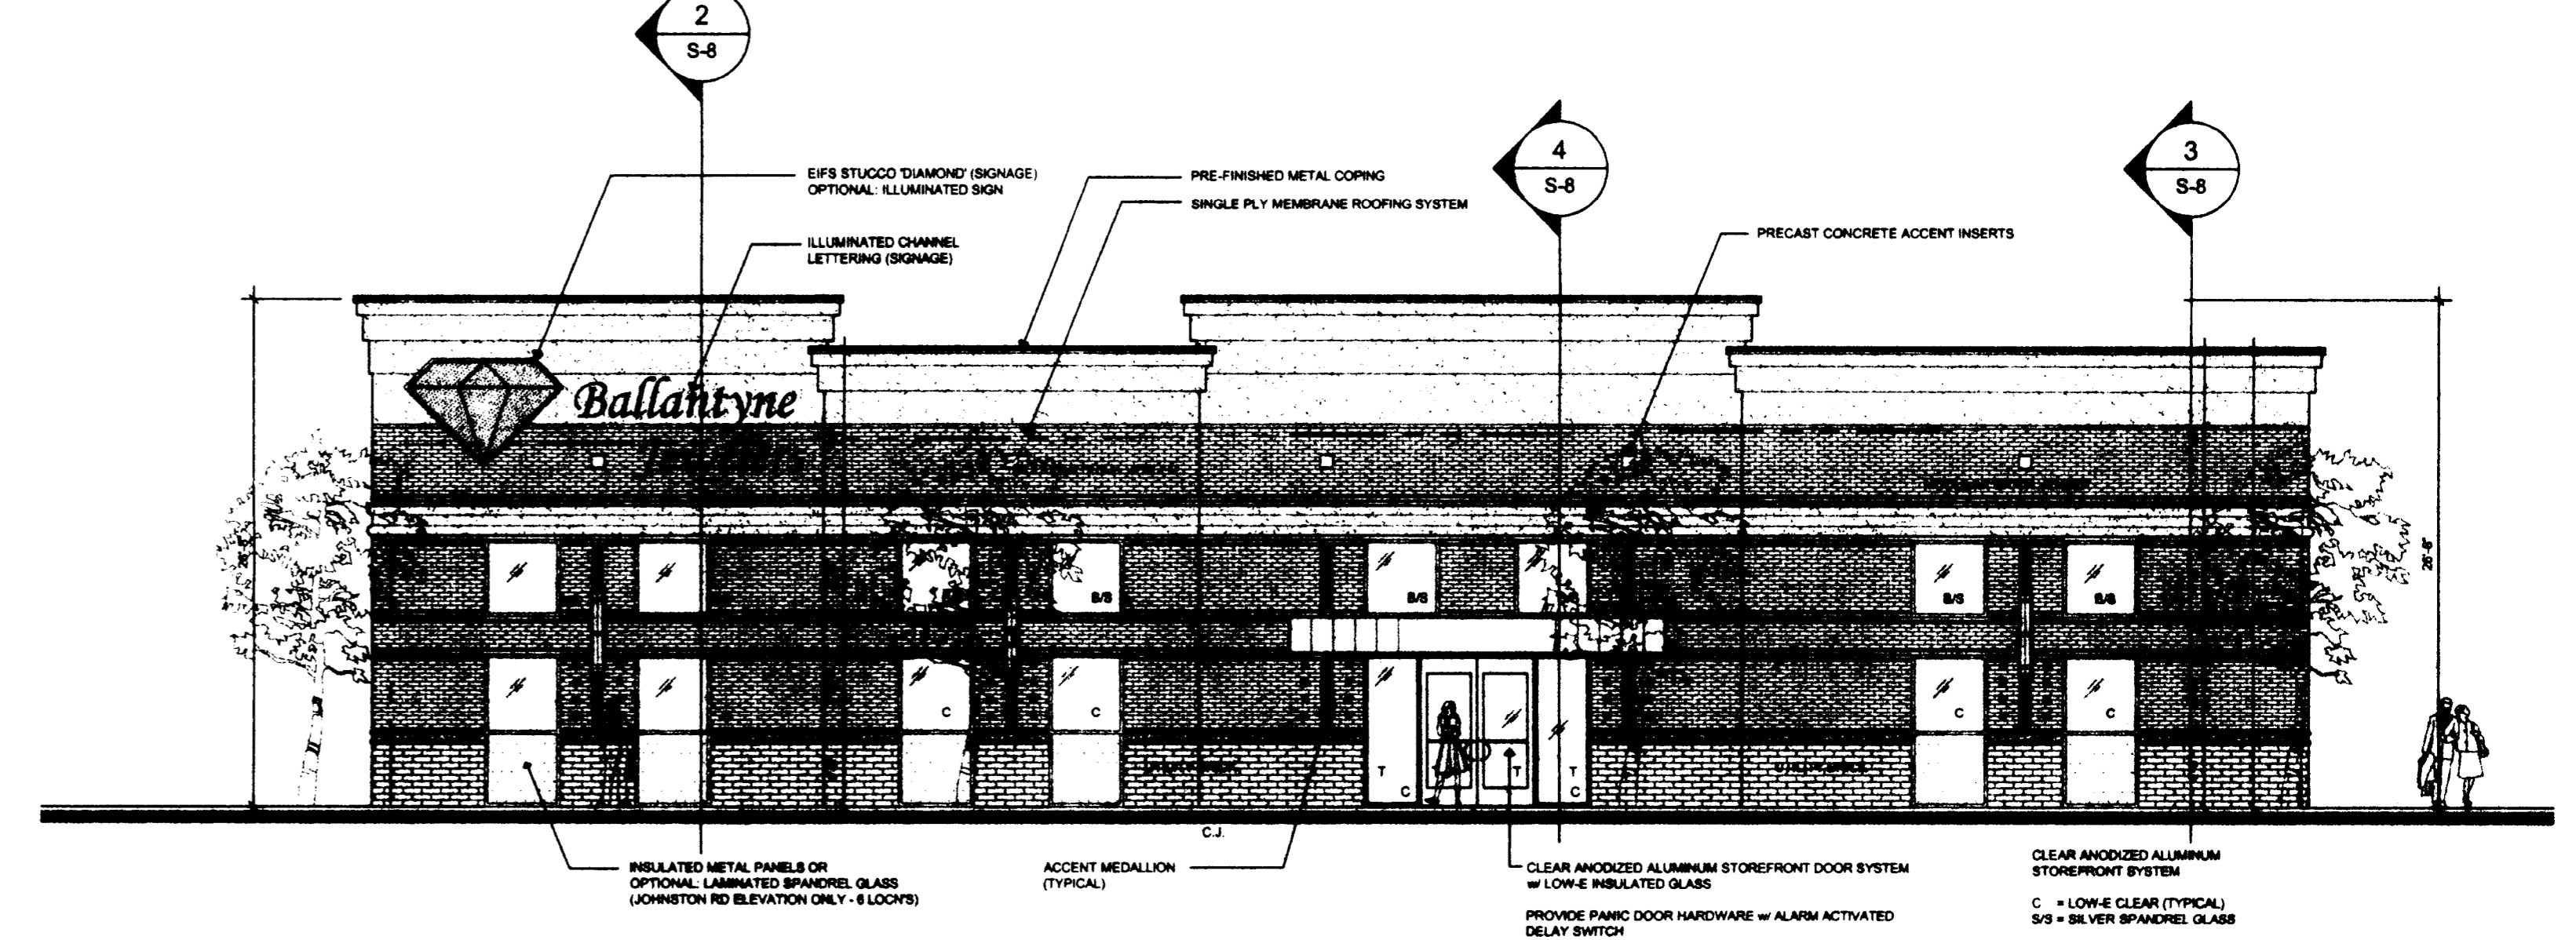 2
S-8
4
S-8
3
S-8
EIFS STUCCO 'DIAMOND' (SIGNAGE)
OPTIONAL: ILLUMINATED SIGN
PRE-FINISHED METAL COPING
SINGLE PLY MEMBRANE ROOFING SYSTEM
ILLUMINATED CHANNEL
LETTERING (SIGNAGE)
PRECAST CONCRETE ACCENT INSERTS
Ballantyne
B/S
B/S
B/S
B/S
26'-8"
C
C
C
C
T
C
T
T
C
C.J.
INSULATED METAL PANELS OR
OPTIONAL: LAMINATED SPANDREL GLASS
(JOHNSTON RD ELEVATION ONLY - 6 LOCN'S)
ACCENT MEDALLION
(TYPICAL)
CLEAR ANODIZED ALUMINUM STOREFRONT DOOR SYSTEM
w/ LOW-E INSULATED GLASS
PROVIDE PANIC DOOR HARDWARE w/ ALARM ACTIVATED
DELAY SWITCH
CLEAR ANODIZED ALUMINUM
STOREFRONT SYSTEM
C = LOW-E CLEAR (TYPICAL)
S/S = SILVER SPANDREL GLASS